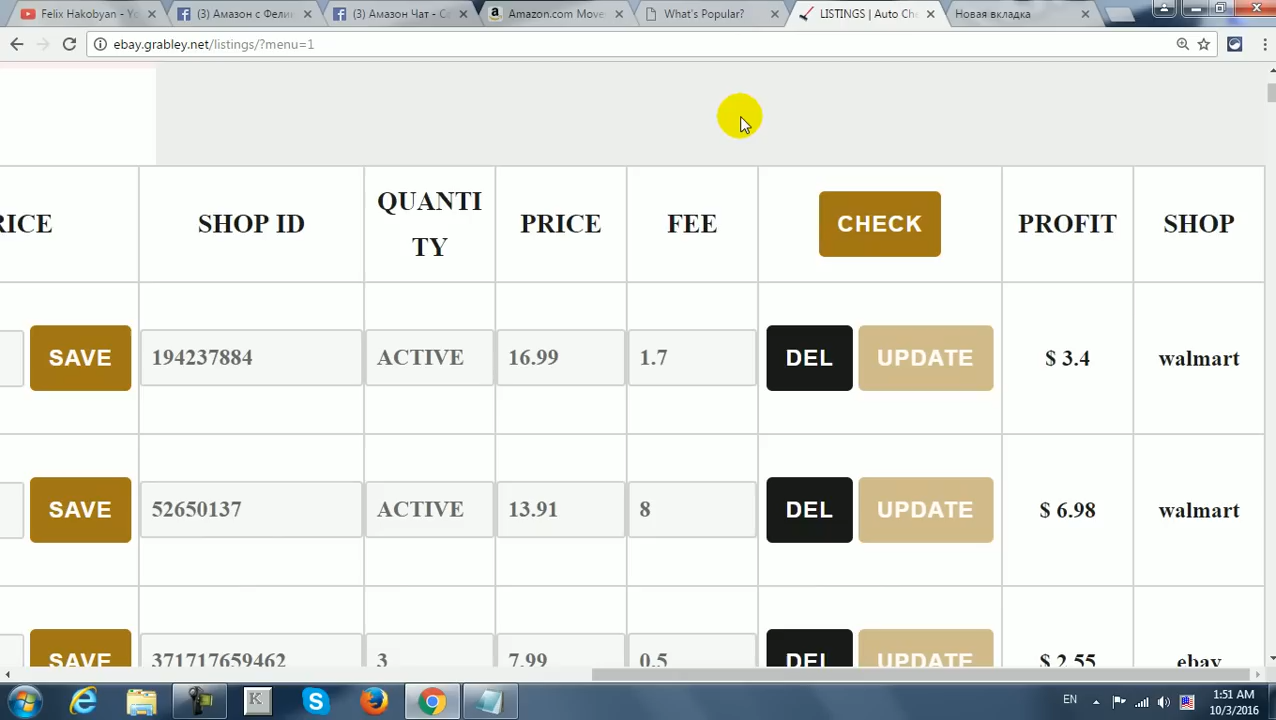 Felix Hakobyan - Yo
(3) Амазон с Фели
(3) Амазон Чат - Се
Amazon.com Move
What's Popular?
LISTINGS | Auto Che
Новая вкладка
ebay.grabley.net/listings/?menu=1
RICE
SHOP ID
QUANTI
TY
PRICE
FEE
CHECK
PROFIT
SHOP
SAVE
194237884
ACTIVE
16.99
1.7
DEL
UPDATE
$ 3.4
walmart
SAVE
52650137
ACTIVE
13.91
8
DEL
UPDATE
$ 6.98
walmart
SAVE
371717659462
3
7.99
0.5
DEL
UPDATE
$ 2.55
ebay
EN
1:51 AM
10/3/2016